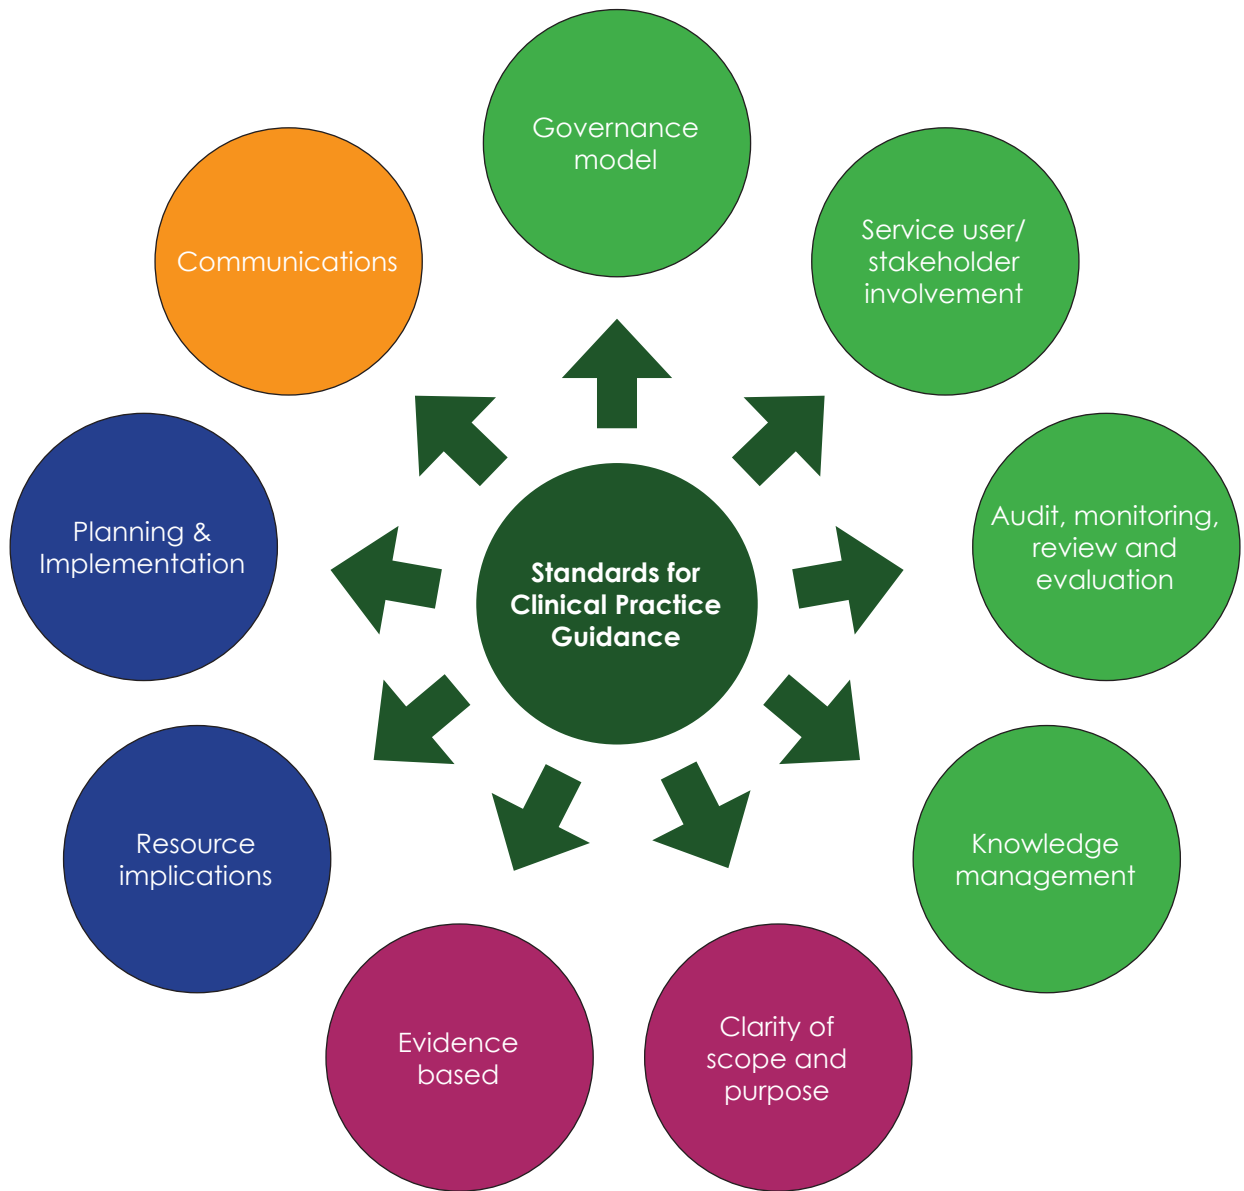 Governance
model
Service user/
stakeholder
involvement
Audit, monitoring,
review and
evaluation
Knowledge
management
Clarity of
scope and
purpose
Evidence
based
Resource
implications
Planning &
Implementation
Communications
Standards for
Clinical Practice
Guidance